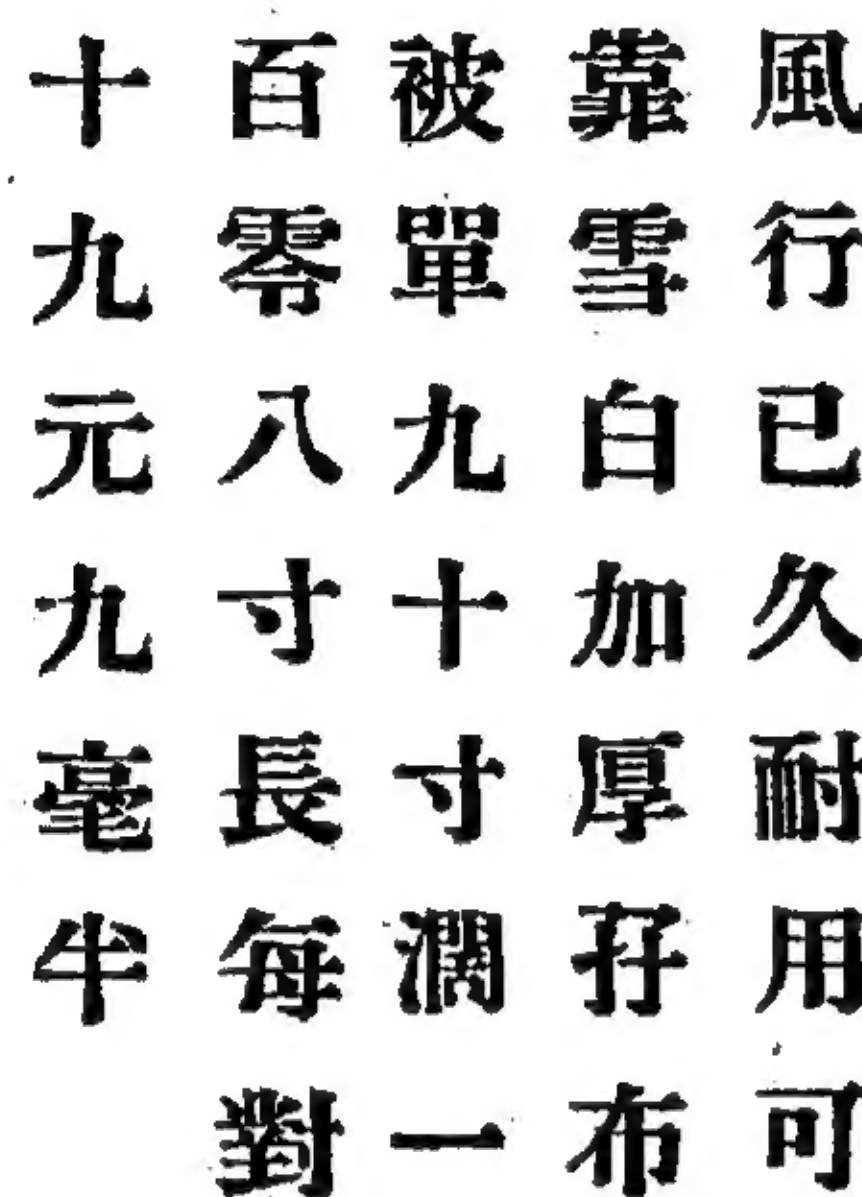 風行已久耐用可
靠雪白加厚孖布
被單九十寸濶一
百零八寸長每對
十九元九毫半